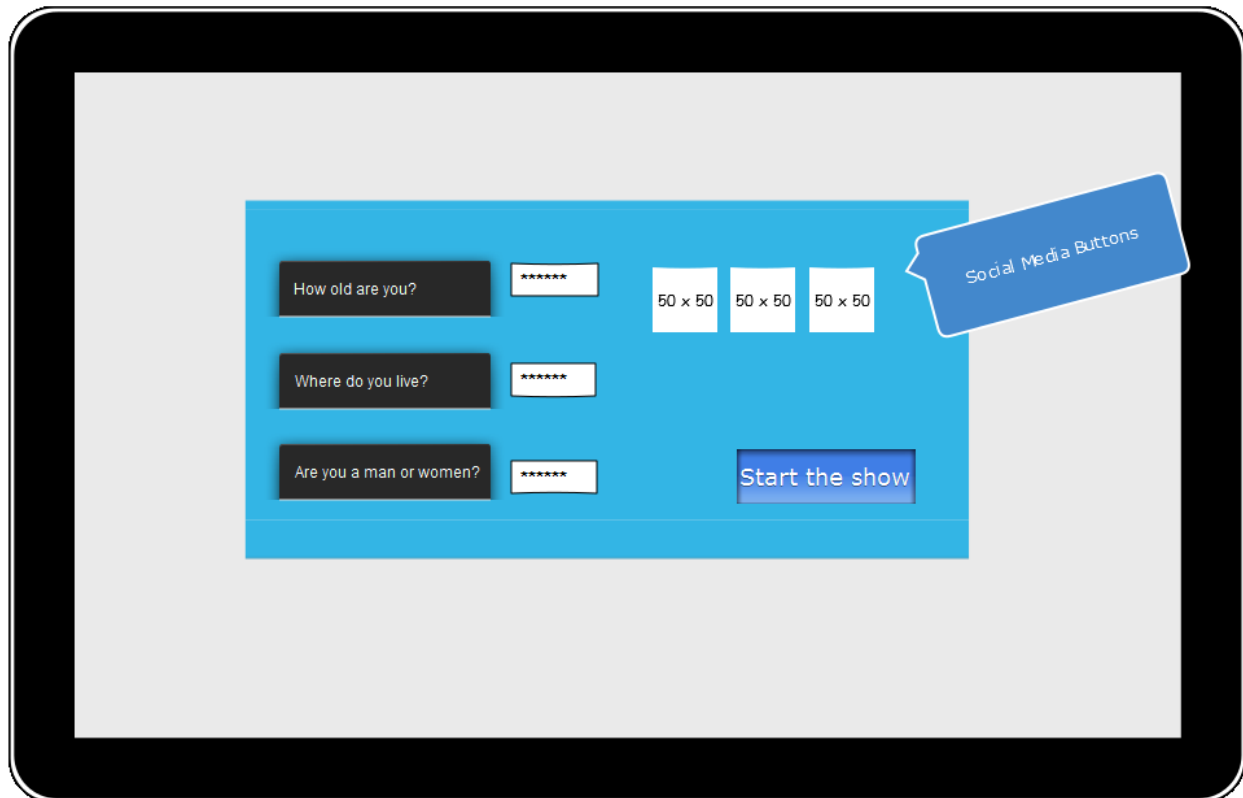 How old are you?
******
50 x 50
50 x 50
50 x 50
Social Media Buttons
Where do you live?
******
Are you a man or women?
******
Start the show